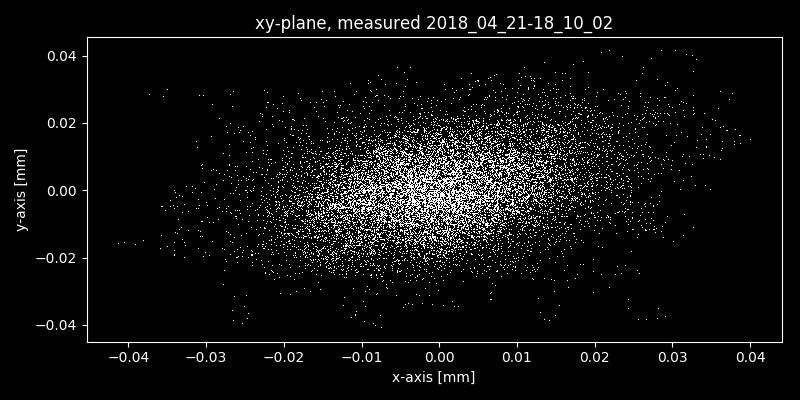 xy-plane, measured 2018_04_21-18_10_02
y-axis [mm]
0.04
0.02
0.00
−0.02
−0.04
−0.04 −0.03 −0.02 −0.01 0.00 0.01 0.02 0.03 0.04
x-axis [mm]